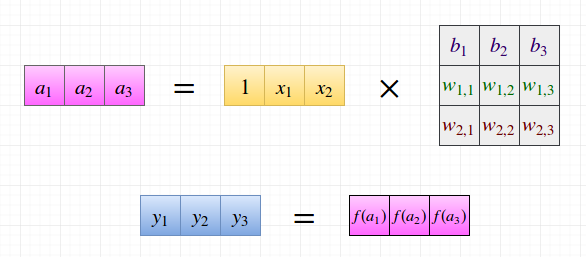 b₁ b₂ b₃
a₁ a₂ a₃ = 1 x₁ x₂ × w₁,₁ w₁,₂ w₁,₃
w₂,₁ w₂,₂ w₂,₃
y₁ y₂ y₃ = f(a₁) f(a₂) f(a₃)